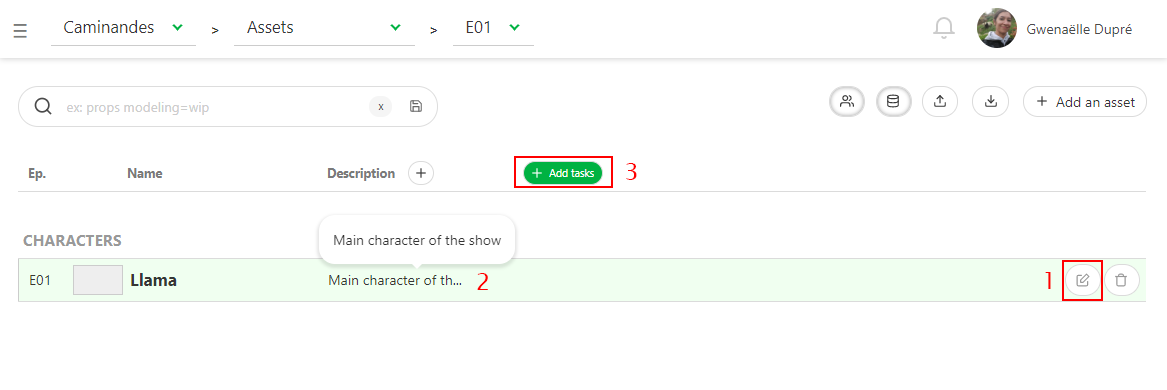 Caminandes > Assets > E01 Gwenaëlle Dupré
ex: props modeling=wip x + Add an asset
Ep. Name Description + + Add tasks 3
CHARACTERS
Main character of the show
E01 Llama Main character of th... 2 1